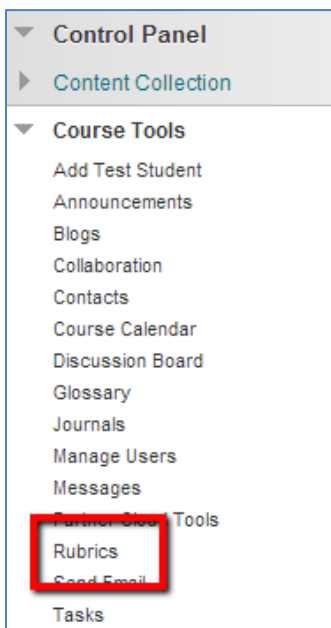 Control Panel
Content Collection
Course Tools
Add Test Student
Announcements
Blogs
Collaboration
Contacts
Course Calendar
Discussion Board
Glossary
Journals
Manage Users
Messages
Partner Cloud Tools
Rubrics
Send Email
Tasks